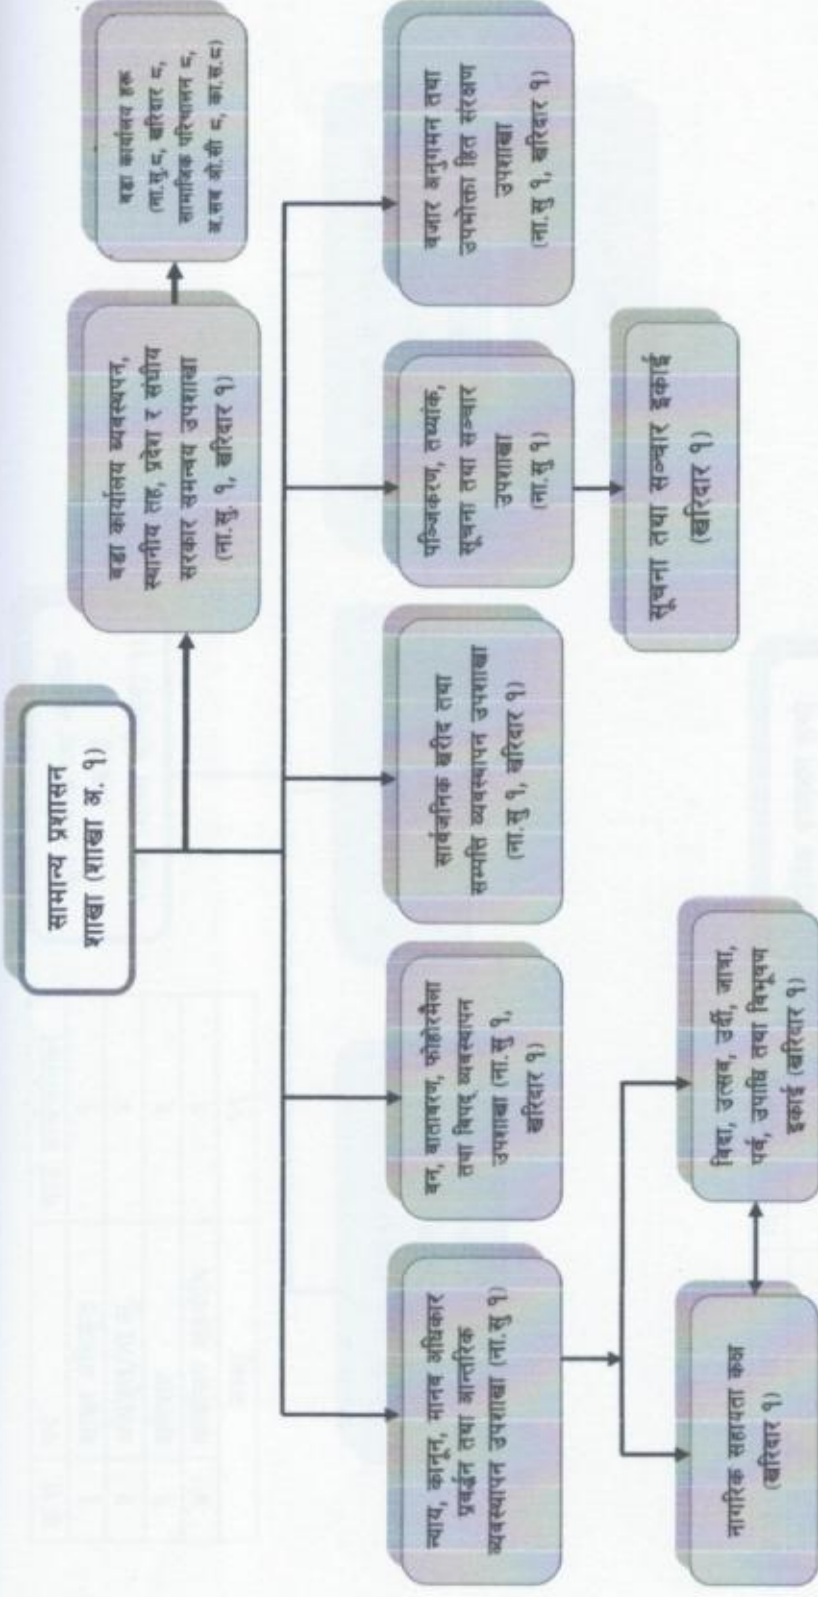 सामान्य प्रशासन
शाखा (शाखा अ. १)
वडा कार्यालय व्यवस्थापन,
स्थानीय तह, प्रदेश र संघीय
सरकार समन्वय उपशाखा
(ना.सु १, खरिदार १)
वडा कार्यालय हरू
(ना.सु.८, खरिदार ८,
सामाजिक परिचालन ८,
अ.सब ओ.सी ८, का.स.८)
न्याय, कानून, मानव अधिकार
प्रवर्द्धन तथा आन्तरिक
व्यवस्थापन उपशाखा (ना.सु १)
वन, वातावरण, फोहोरमैला
तथा विपद् व्यवस्थापन
उपशाखा (ना.सु १,
खरिदार १)
सार्वजनिक खरीद तथा
सम्पत्ति व्यवस्थापन उपशाखा
(ना.सु १, खरिदार १)
पञ्जिकरण, तथ्यांक,
सूचना तथा सञ्चार
उपशाखा
(ना.सु १)
बजार अनुगमन तथा
उपभोक्ता हित संरक्षण
उपशाखा
(ना.सु १, खरिदार १)
नागरिक सहायता कक्ष
(खरिदार १)
विदा, उत्सव, उर्दी, जात्रा,
पर्व, उपाधि तथा विभूषण
इकाई (खरिदार १)
सूचना तथा सञ्चार इकाई
(खरिदार १)